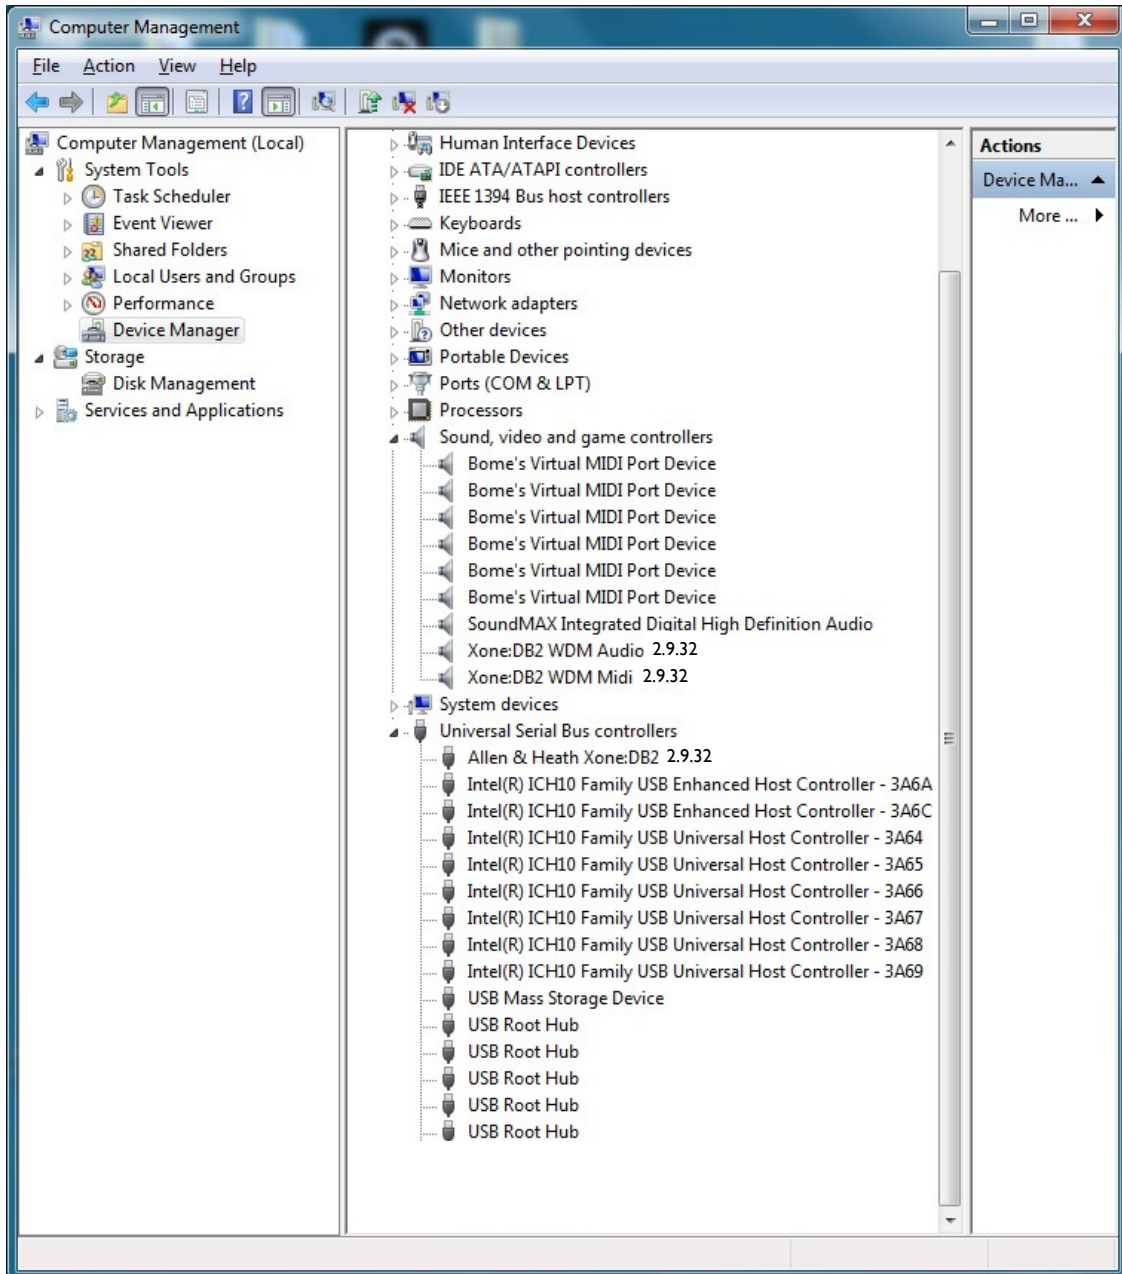 Computer Management
File Action View Help
Computer Management (Local)
System Tools
Task Scheduler
Event Viewer
Shared Folders
Local Users and Groups
Performance
Device Manager
Storage
Disk Management
Services and Applications
Human Interface Devices
IDE ATA/ATAPI controllers
IEEE 1394 Bus host controllers
Keyboards
Mice and other pointing devices
Monitors
Network adapters
Other devices
Portable Devices
Ports (COM & LPT)
Processors
Sound, video and game controllers
Bome's Virtual MIDI Port Device
Bome's Virtual MIDI Port Device
Bome's Virtual MIDI Port Device
Bome's Virtual MIDI Port Device
Bome's Virtual MIDI Port Device
Bome's Virtual MIDI Port Device
SoundMAX Integrated Digital High Definition Audio
Xone:DB2 WDM Audio 2.9.32
Xone:DB2 WDM Midi 2.9.32
System devices
Universal Serial Bus controllers
Allen & Heath Xone:DB2 2.9.32
Intel(R) ICH10 Family USB Enhanced Host Controller - 3A6A
Intel(R) ICH10 Family USB Enhanced Host Controller - 3A6C
Intel(R) ICH10 Family USB Universal Host Controller - 3A64
Intel(R) ICH10 Family USB Universal Host Controller - 3A65
Intel(R) ICH10 Family USB Universal Host Controller - 3A66
Intel(R) ICH10 Family USB Universal Host Controller - 3A67
Intel(R) ICH10 Family USB Universal Host Controller - 3A68
Intel(R) ICH10 Family USB Universal Host Controller - 3A69
USB Mass Storage Device
USB Root Hub
USB Root Hub
USB Root Hub
USB Root Hub
USB Root Hub
Actions
Device Ma...
More ...